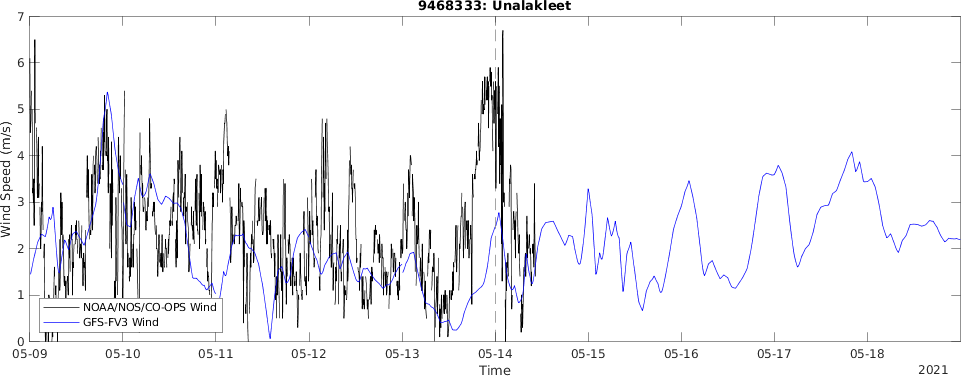 9468333: Unalakleet
Wind Speed (m/s)
7
6
5
4
3
2
1
0
NOAA/NOS/CO-OPS Wind
GFS-FV3 Wind
05-09 05-10 05-11 05-12 05-13 05-14 05-15 05-16 05-17 05-18
Time
2021